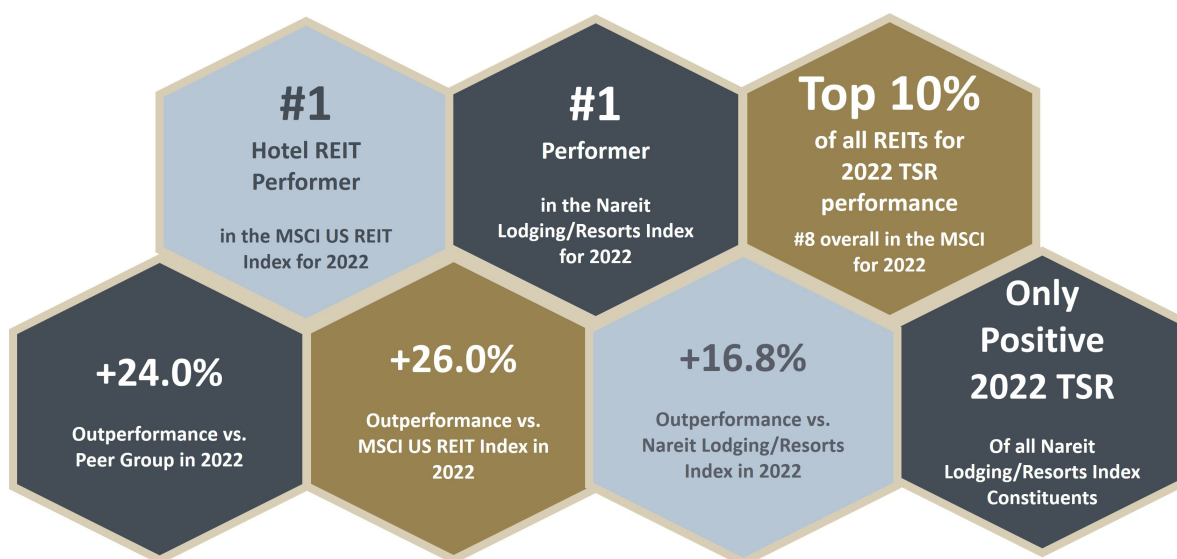 #1
Hotel REIT
Performer
in the MSCI US REIT
Index for 2022
#1
Performer
in the Nareit
Lodging/Resorts Index
for 2022
Top 10%
of all REITs for
2022 TSR
performance
#8 overall in the MSCI
for 2022
+24.0%
Outperformance vs.
Peer Group in 2022
+26.0%
Outperformance vs.
MSCI US REIT Index in
2022
+16.8%
Outperformance vs.
Nareit Lodging/Resorts
Index in 2022
Only
Positive
2022 TSR
Of all Nareit
Lodging/Resorts Index
Constituents